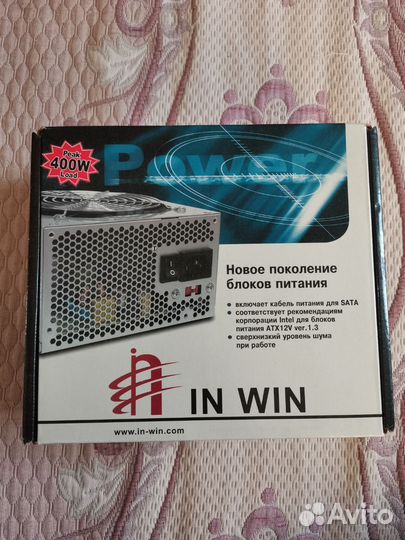 Peak
400W
Load
Power
Новое поколение
блоков питания
включает кабель питания для SATA
соответствует рекомендациям
корпорации Intel для блоков
питания ATX12V ver.1.3
сверхнизкий уровень шума
при работе
IN WIN
www.in-win.com
Avito